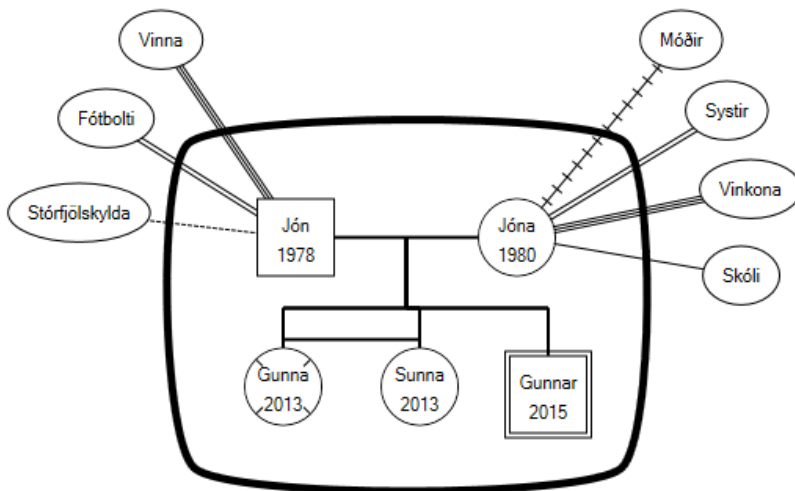 Vinna
Móðir
Fótbolti
Systir
Vinkona
Stórfjölskylda
Jón
1978
Jóna
1980
Skóli
Gunna
2013
Sunna
2013
Gunnar
2015